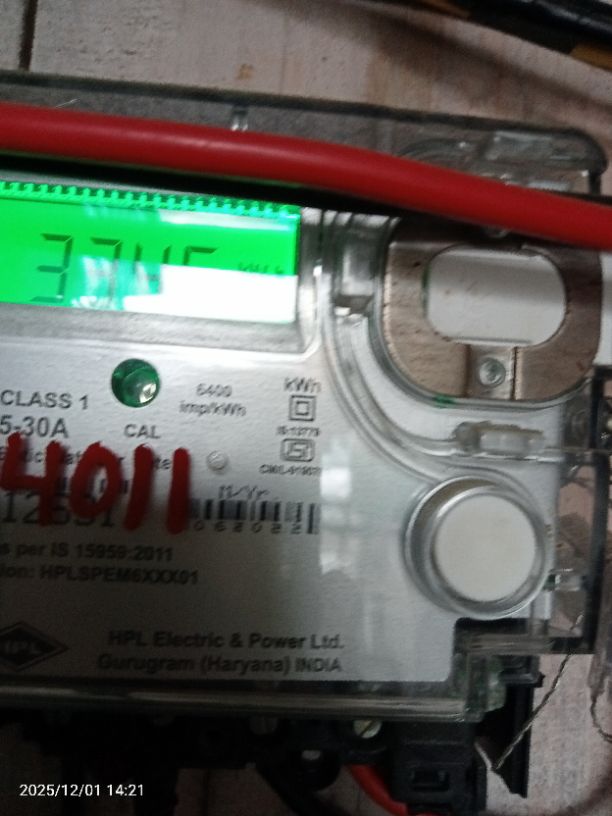 kWh
6400
imp/kWh
kWh
CLASS 1
5-30A
CAL
IS-13779
4011
M/Yr
s per IS 15959:2011
ion: HPLSPEM6XXX01
HPL
HPL Electric & Power Ltd.
Gurugram (Haryana) INDIA
2025/12/01 14:21